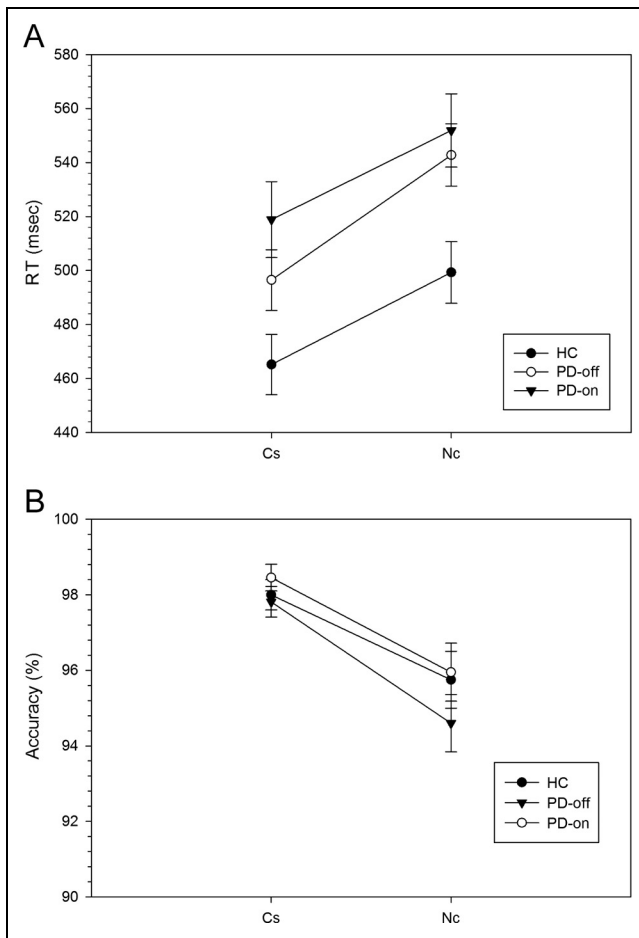 A
580
560
540
520
500
480
460
440
RT (msec)
HC
PD-off
PD-on
Cs Nc
B
100
98
96
94
92
90
Accuracy (%)
HC
PD-off
PD-on
Cs Nc